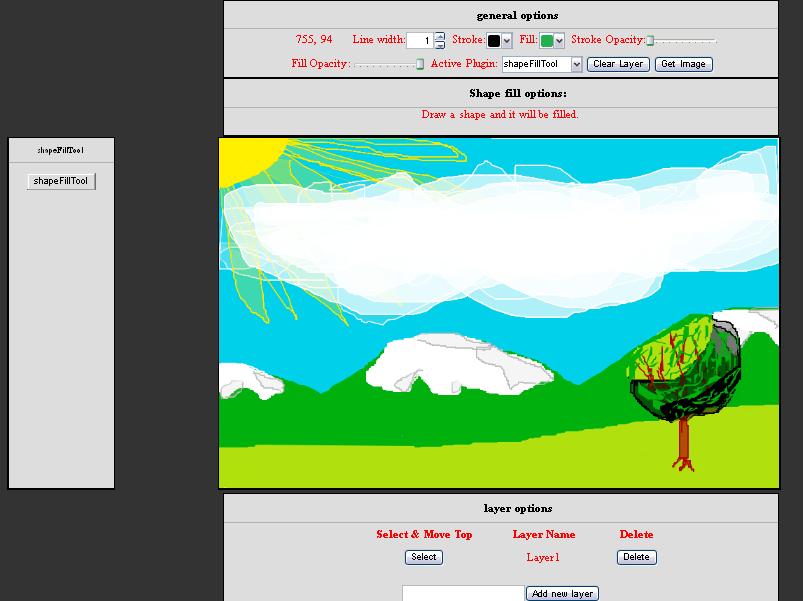 general options
755, 94 Line width: 1 Stroke: Fill: Stroke Opacity:
Fill Opacity: Active Plugin: shapeFillTool Clear Layer Get Image
Shape fill options:
Draw a shape and it will be filled.
shapeFillTool
shapeFillTool
layer options
Select & Move Top Layer Name Delete
Select Layer1 Delete
Add new layer